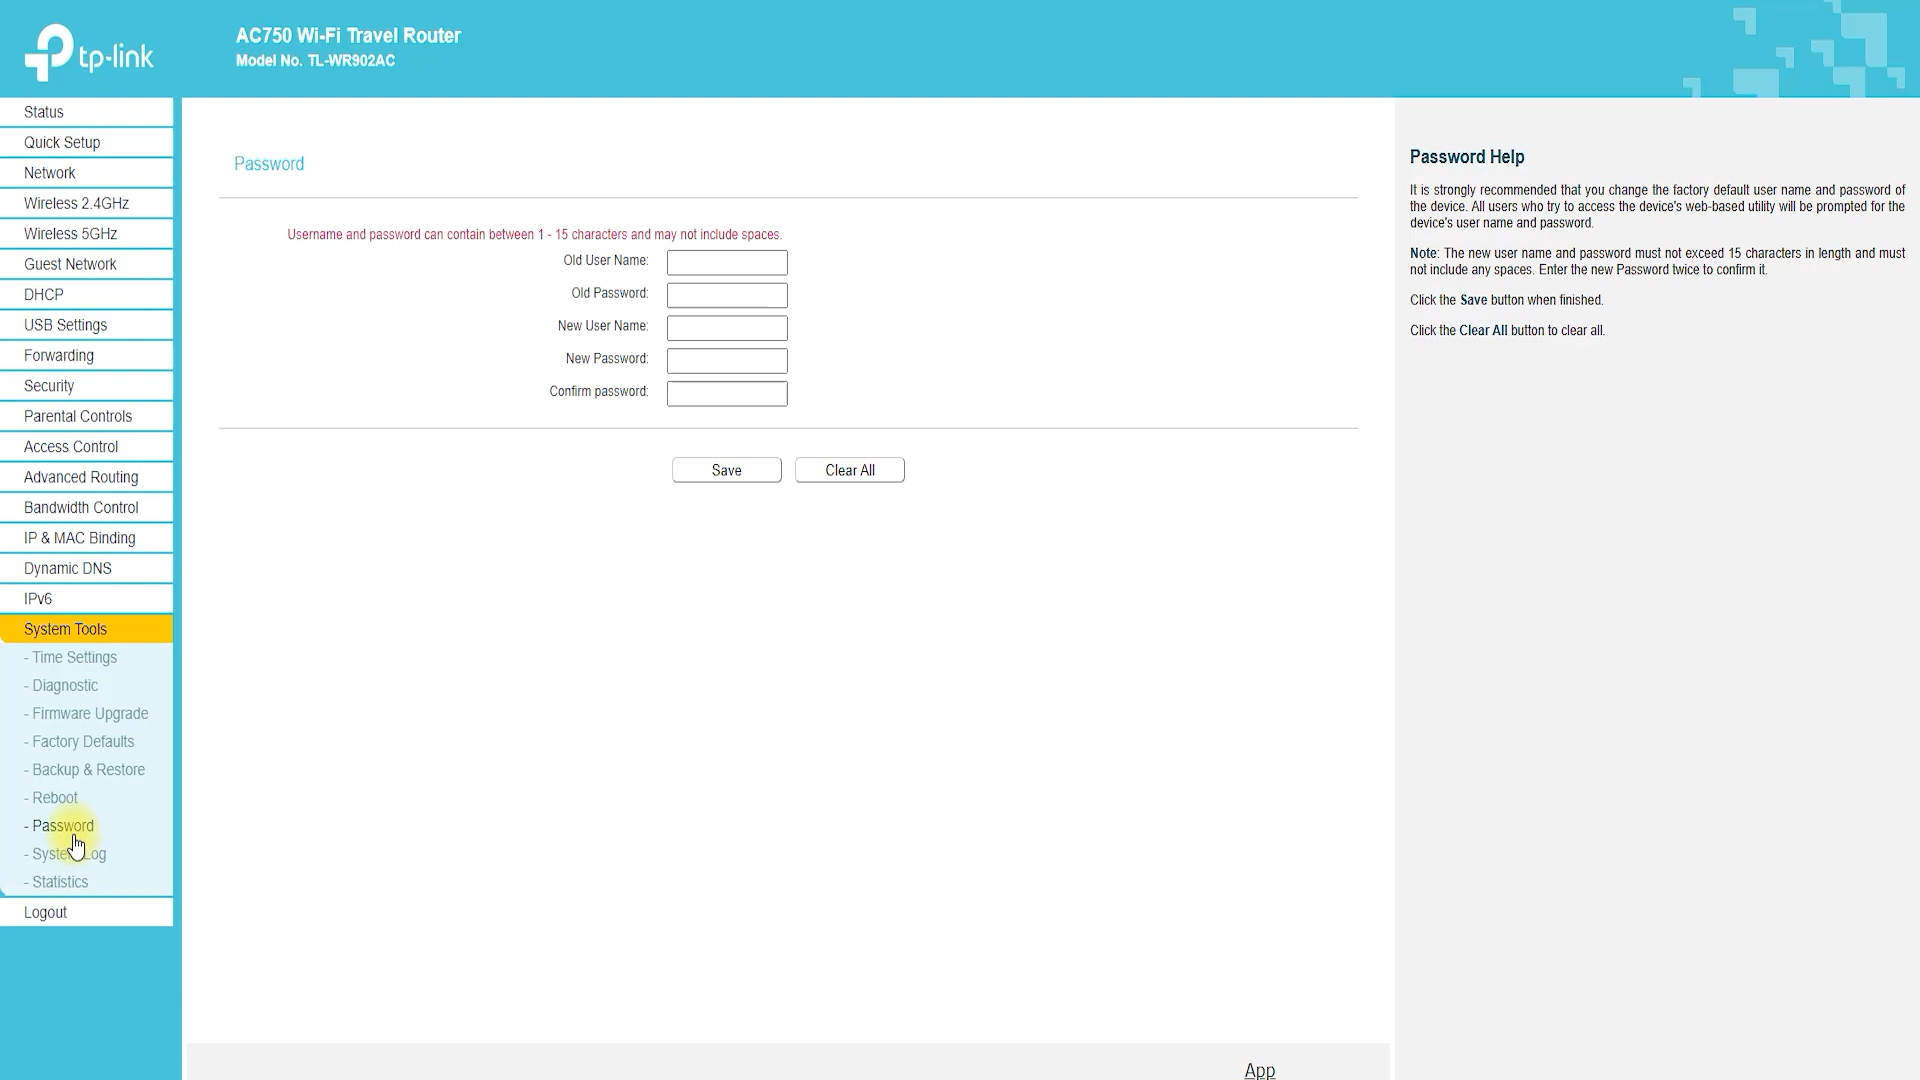 tp-link
AC750 Wi-Fi Travel Router
Model No. TL-WR902AC
Status
Quick Setup
Network
Wireless 2.4GHz
Wireless 5GHz
Guest Network
DHCP
USB Settings
Forwarding
Security
Parental Controls
Access Control
Advanced Routing
Bandwidth Control
IP & MAC Binding
Dynamic DNS
IPv6
System Tools
- Time Settings
- Diagnostic
- Firmware Upgrade
- Factory Defaults
- Backup & Restore
- Reboot
- Password
- System Log
- Statistics
Logout
Password
Username and password can contain between 1 - 15 characters and may not include spaces.
Old User Name:
Old Password:
New User Name:
New Password:
Confirm password:
Save Clear All
App
Password Help
It is strongly recommended that you change the factory default user name and password of
the device. All users who try to access the device's web-based utility will be prompted for the
device's user name and password.
Note: The new user name and password must not exceed 15 characters in length and must
not include any spaces. Enter the new Password twice to confirm it.
Click the Save button when finished.
Click the Clear All button to clear all.